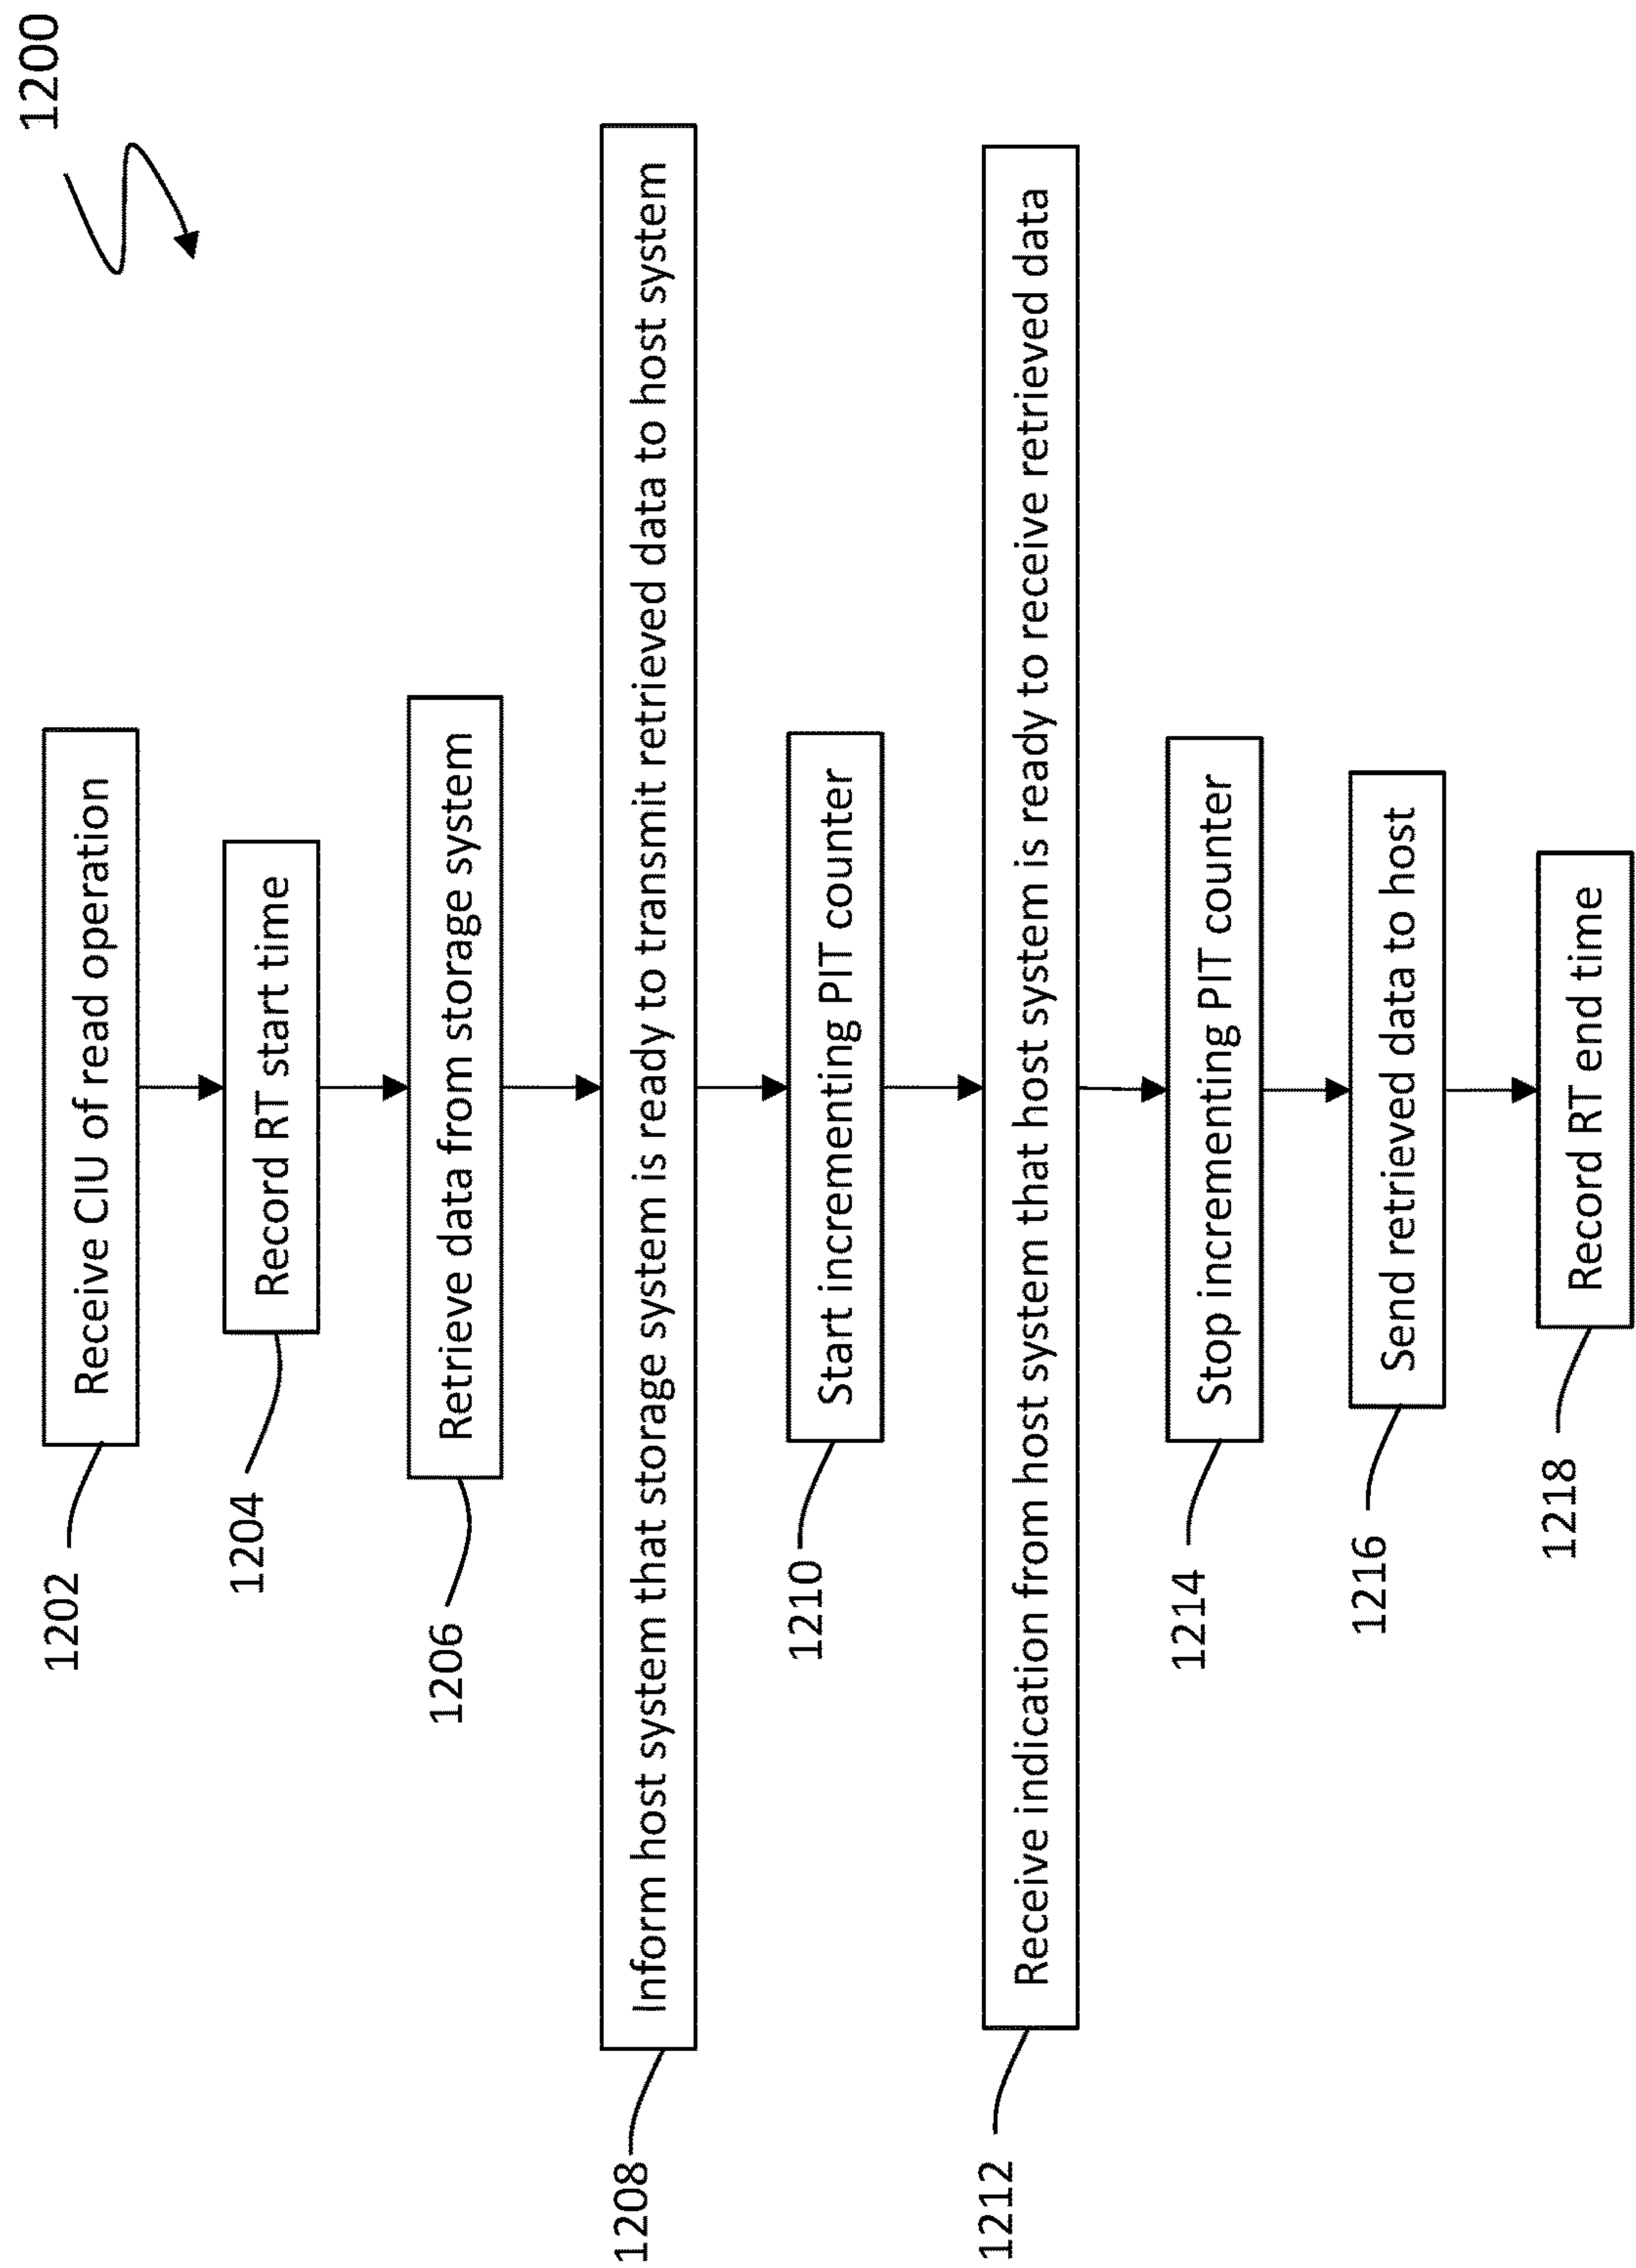 1200
1202
Receive CIU of read operation
1204
Record RT start time
1206
Retrieve data from storage system
1208
Inform host system that storage system is ready to transmit retrieved data to host system
1210
Start incrementing PIT counter
1212
Receive indication from host system that host system is ready to receive retrieved data
1214
Stop incrementing PIT counter
1216
Send retrieved data to host
1218
Record RT end time